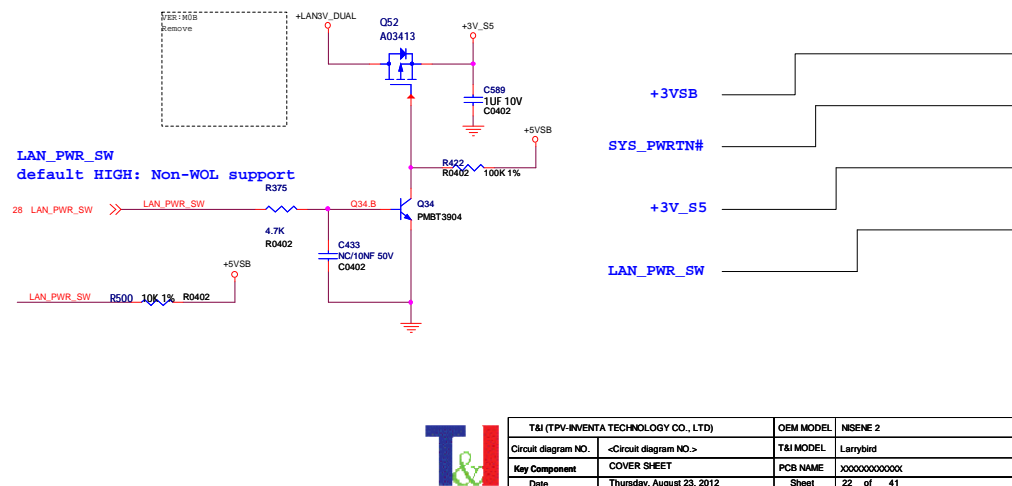 VER:M0B
Remove
+LAN3V_DUAL
Q52
A03413
+3V_S5
C589
1UF 10V
C0402
+5VSB
R422
R0402
100K 1%
LAN_PWR_SW
default HIGH: Non-WOL support
R375
28 LAN_PWR_SW
LAN_PWR_SW
Q34.B
Q34
PMBT3904
4.7K
R0402
C433
NC/10NF 50V
C0402
+5VSB
LAN_PWR_SW
R500
10K 1%
R0402
+3VSB
SYS_PWRTN#
+3V_S5
LAN_PWR_SW
T&I
T&I (TPV-INVENTA TECHNOLOGY CO., LTD)
OEM MODEL
NISENE 2
Circuit diagram NO.
<Circuit diagram NO.>
T&I MODEL
Larrybird
Key Component
COVER SHEET
PCB NAME
XXXXXXXXXXX
Date
Thursday, August 23, 2012
Sheet
22 of 41